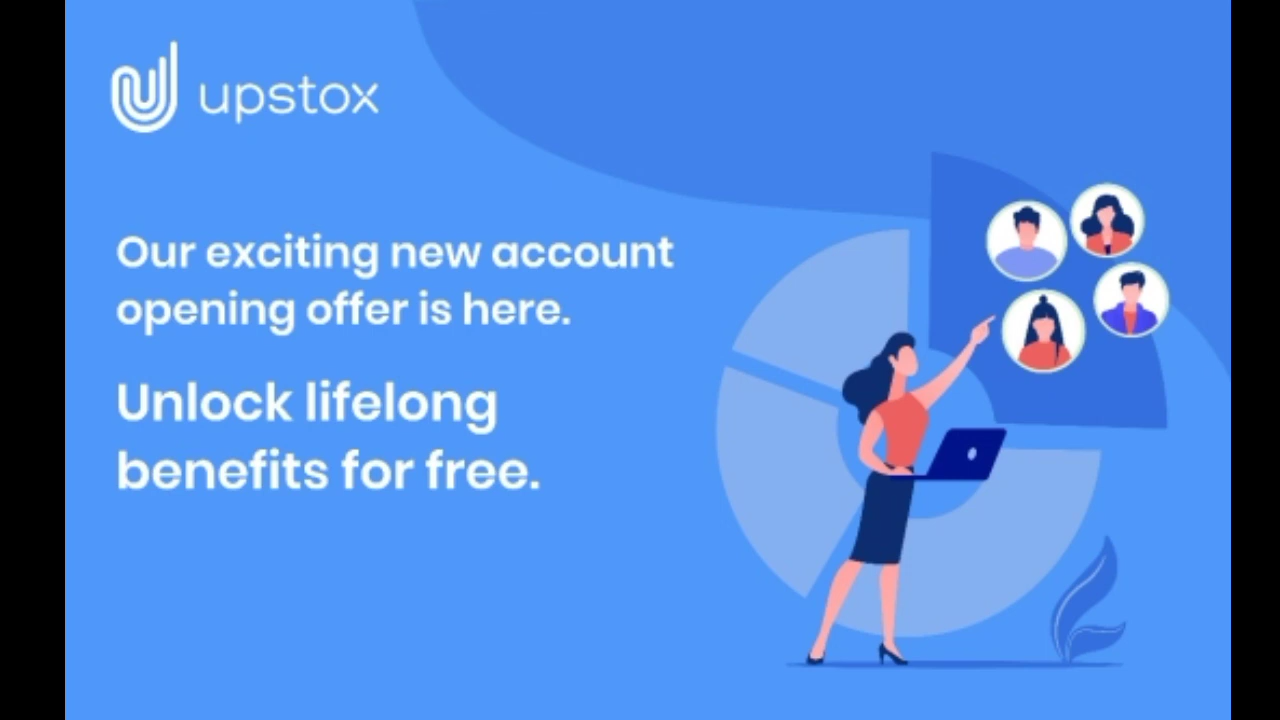 upstox
Our exciting new account
opening offer is here.
Unlock lifelong
benefits for free.